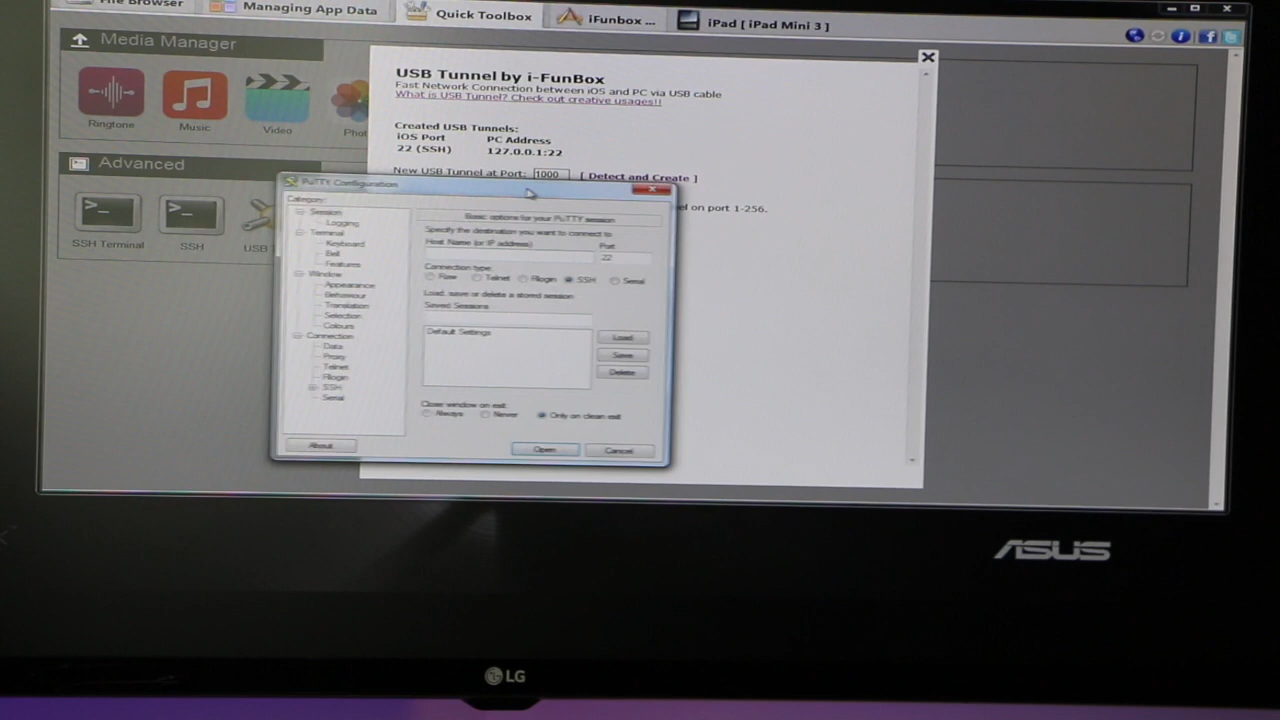 File Browser
Managing App Data
Quick Toolbox
iFunbox ...
iPad [ iPad Mini 3 ]
Media Manager
Ringtone
Music
Video
Phot
Advanced
SSH Terminal
SSH
USB T
USB Tunnel by i-FunBox
Fast Network Connection between iOS and PC via USB cable
What is USB Tunnel? Check out creative usages!!
Created USB Tunnels:
iOS Port PC Address
22 (SSH) 127.0.0.1:22
New USB Tunnel at Port: 1000 [ Detect and Create ]
el on port 1-256.
PuTTY Configuration
Category:
Session
Logging
Terminal
Keyboard
Bell
Features
Window
Appearance
Behaviour
Translation
Selection
Colours
Connection
Data
Proxy
Telnet
Rlogin
SSH
Serial
Basic options for your PuTTY session
Specify the destination you want to connect to
Host Name (or IP address) Port
22
Connection type:
Raw Telnet Rlogin SSH Serial
Load, save or delete a stored session
Saved Sessions
Default Settings
Load
Save
Delete
Close window on exit:
Always Never Only on clean exit
About
Open
Cancel
ASUS
LG